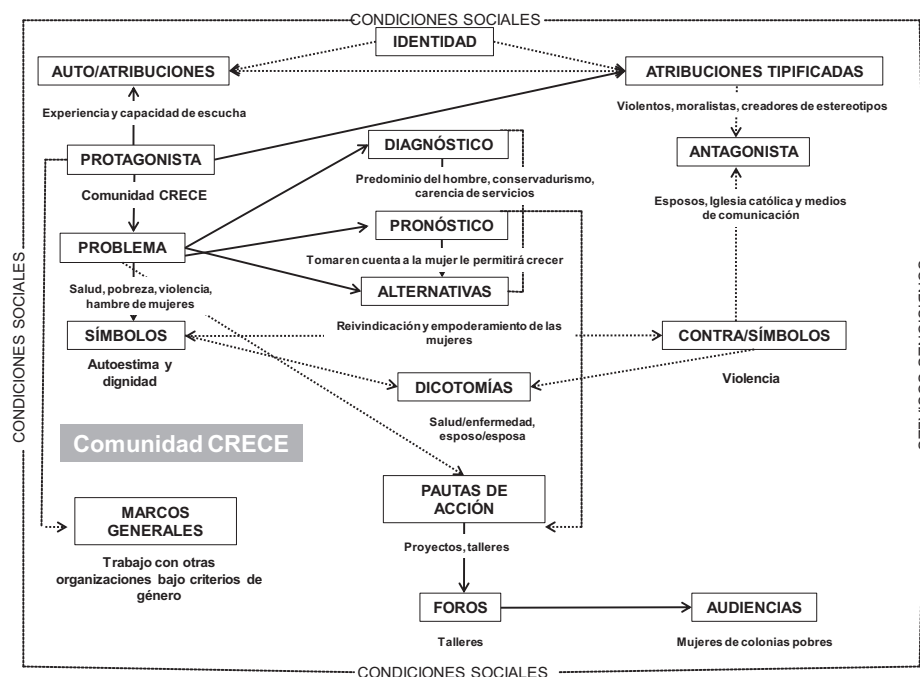 CONDICIONES SOCIALES
IDENTIDAD
AUTO/ATRIBUCIONES
ATRIBUCIONES TIPIFICADAS
Experiencia y capacidad de escucha
Violentos, moralistas, creadores de estereotipos
DIAGNÓSTICO
PROTAGONISTA
ANTAGONISTA
Predominio del hombre, conservadurismo,
carencia de servicios
Comunidad CRECE
Esposos, Iglesia católica y medios
de comunicación
PRONÓSTICO
PROBLEMA
Tomar en cuenta a la mujer le permitirá crecer
Salud, pobreza, violencia,
hambre de mujeres
ALTERNATIVAS
SÍMBOLOS
Reivindicación y empoderamiento de las
mujeres
CONTRA/SÍMBOLOS
Autoestima y
dignidad
DICOTOMÍAS
Violencia
Salud/enfermedad,
esposo/esposa
Comunidad CRECE
PAUTAS DE
ACCIÓN
MARCOS
GENERALES
Proyectos, talleres
Trabajo con otras
organizaciones bajo criterios de
género
FOROS
AUDIENCIAS
Talleres
Mujeres de colonias pobres
CONDICIONES SOCIALES
CONDICIONES SOCIALES